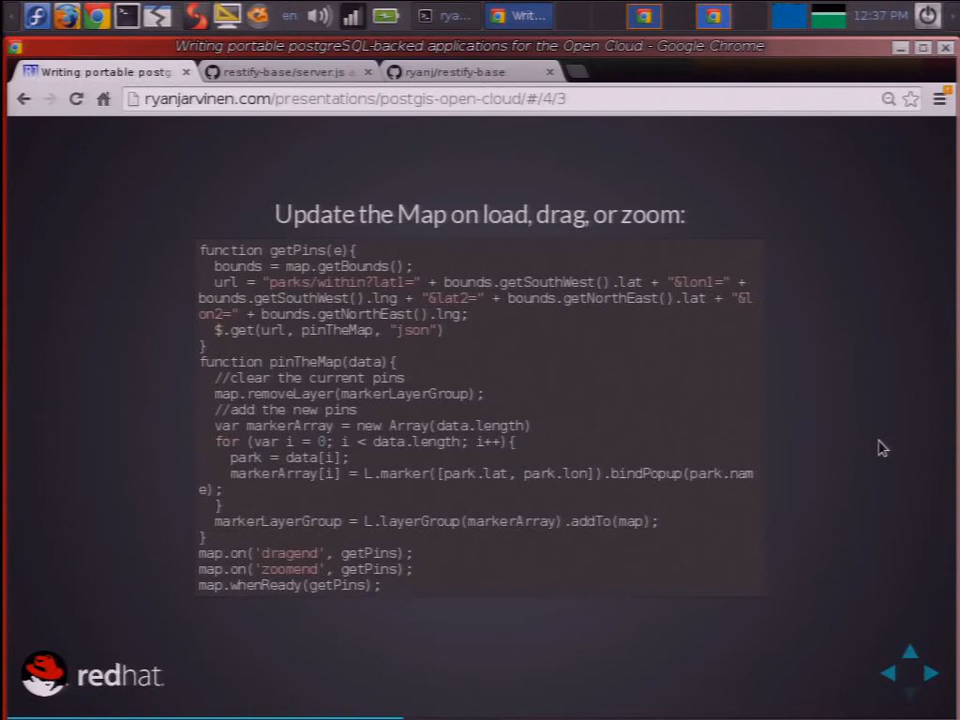 en
rya...
Writ...
12:37 PM
Writing portable postgreSQL-backed applications for the Open Cloud - Google Chrome
Writing portable postg
restify-base/server.js a
ryanj/restify-base
ryanjarvinen.com/presentations/postgis-open-cloud/#/4/3
Update the Map on load, drag, or zoom:
function getPins(e){
bounds = map.getBounds();
url = "parks/within?lat1=" + bounds.getSouthWest().lat + "&lon1=" +
bounds.getSouthWest().lng + "&lat2=" + bounds.getNorthEast().lat + "&l
on2=" + bounds.getNorthEast().lng;
$.get(url, pinTheMap, "json")
}
function pinTheMap(data){
//clear the current pins
map.removeLayer(markerLayerGroup);
//add the new pins
var markerArray = new Array(data.length)
for (var i = 0; i < data.length; i++){
park = data[i];
markerArray[i] = L.marker([park.lat, park.lon]).bindPopup(park.nam
e);
}
markerLayerGroup = L.layerGroup(markerArray).addTo(map);
}
map.on('dragend', getPins);
map.on('zoomend', getPins);
map.whenReady(getPins);
redhat.